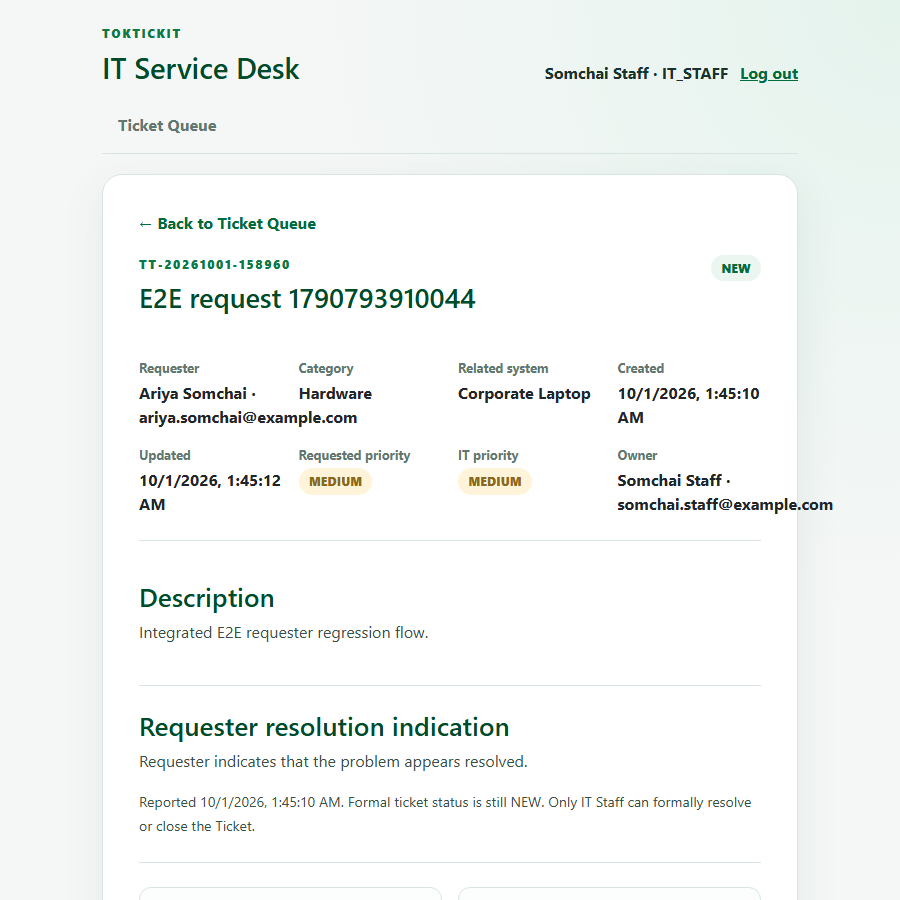 TOKTICKIT
IT Service Desk
Somchai Staff · IT_STAFF Log out
Ticket Queue
← Back to Ticket Queue
TT-20261001-158960
NEW
E2E request 1790793910044
Requester
Ariya Somchai ·
ariya.somchai@example.com
Category
Hardware
Related system
Corporate Laptop
Created
10/1/2026, 1:45:10
AM
Updated
10/1/2026, 1:45:12
AM
Requested priority
MEDIUM
IT priority
MEDIUM
Owner
Somchai Staff ·
somchai.staff@example.com
Description
Integrated E2E requester regression flow.
Requester resolution indication
Requester indicates that the problem appears resolved.
Reported 10/1/2026, 1:45:10 AM. Formal ticket status is still NEW. Only IT Staff can formally resolve
or close the Ticket.